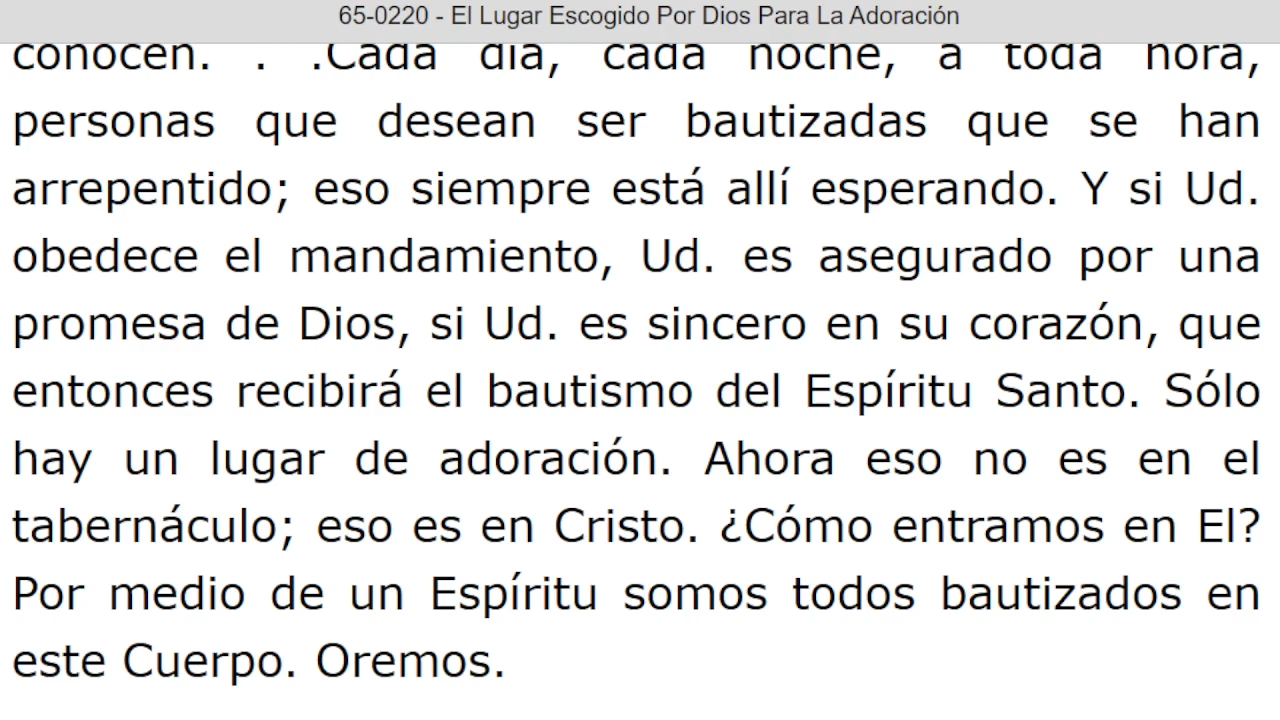 65-0220 - El Lugar Escogido Por Dios Para La Adoración
conocen. . .Cada día, cada noche, a toda hora,
personas que desean ser bautizadas que se han
arrepentido; eso siempre está allí esperando. Y si Ud.
obedece el mandamiento, Ud. es asegurado por una
promesa de Dios, si Ud. es sincero en su corazón, que
entonces recibirá el bautismo del Espíritu Santo. Sólo
hay un lugar de adoración. Ahora eso no es en el
tabernáculo; eso es en Cristo. ¿Cómo entramos en El?
Por medio de un Espíritu somos todos bautizados en
este Cuerpo. Oremos.